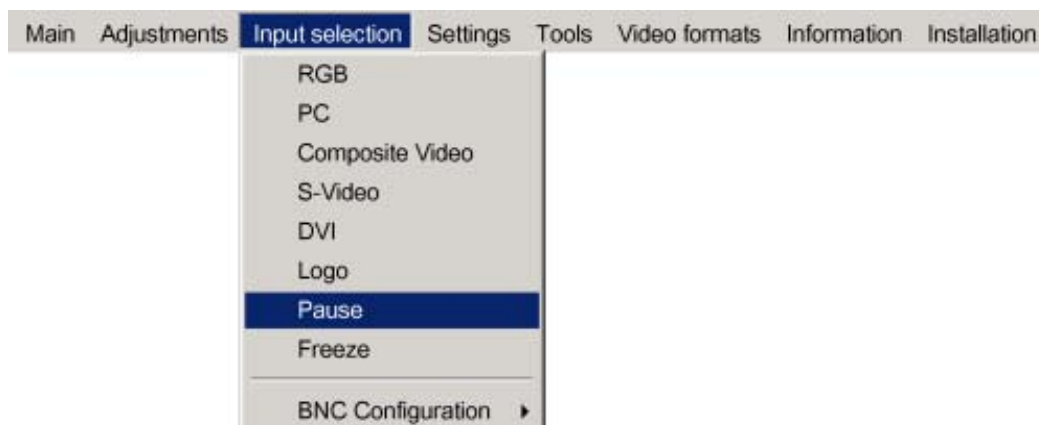 Main Adjustments Input selection Settings Tools Video formats Information Installation
RGB
PC
Composite Video
S-Video
DVI
Logo
Pause
Freeze
BNC Configuration